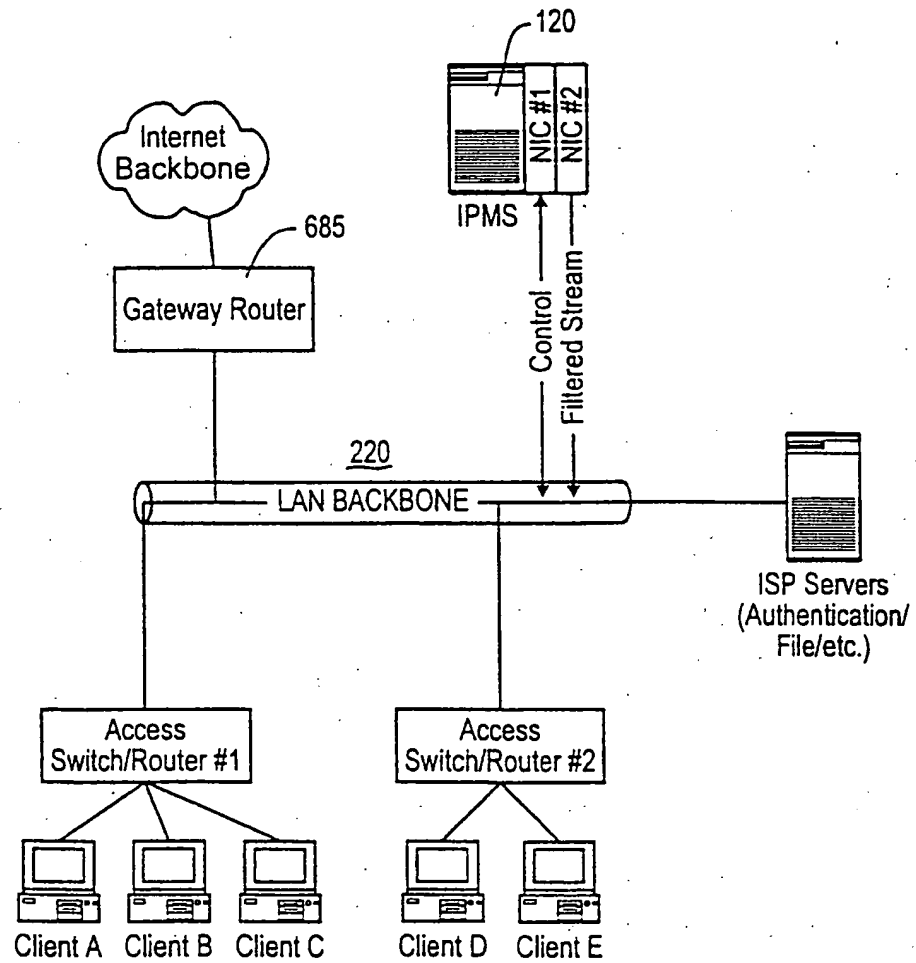 120
NIC #1
NIC #2
IPMS
Internet
Backbone
685
Gateway Router
Control
Filtered Stream
220
LAN BACKBONE
ISP Servers
(Authentication/
File/etc.)
Access
Switch/Router #1
Access
Switch/Router #2
Client A
Client B
Client C
Client D
Client E